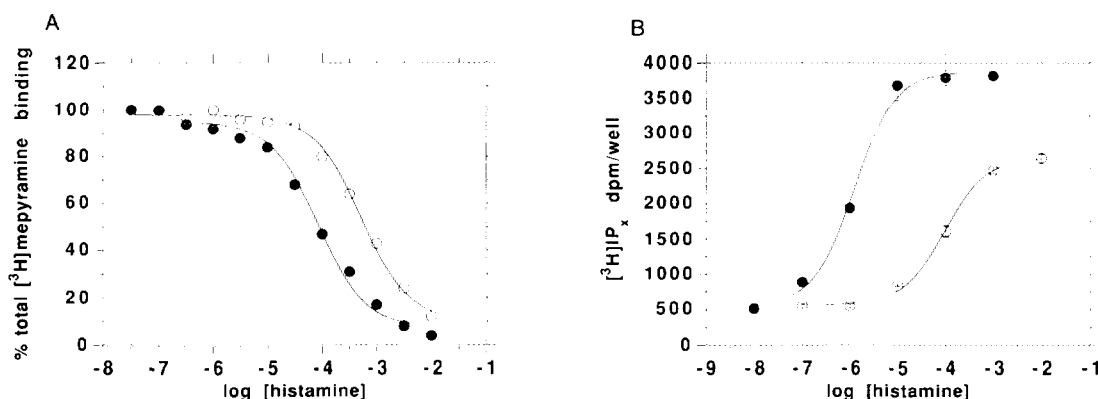 A
% total [³H]mepyramine binding
120
100
80
60
40
20
0
-8 -7 -6 -5 -4 -3 -2 -1
log [histamine]
B
[³H]IPₓ dpm/well
4000
3500
3000
2500
2000
1500
1000
500
0
-9 -8 -7 -6 -5 -4 -3 -2 -1
log [histamine]